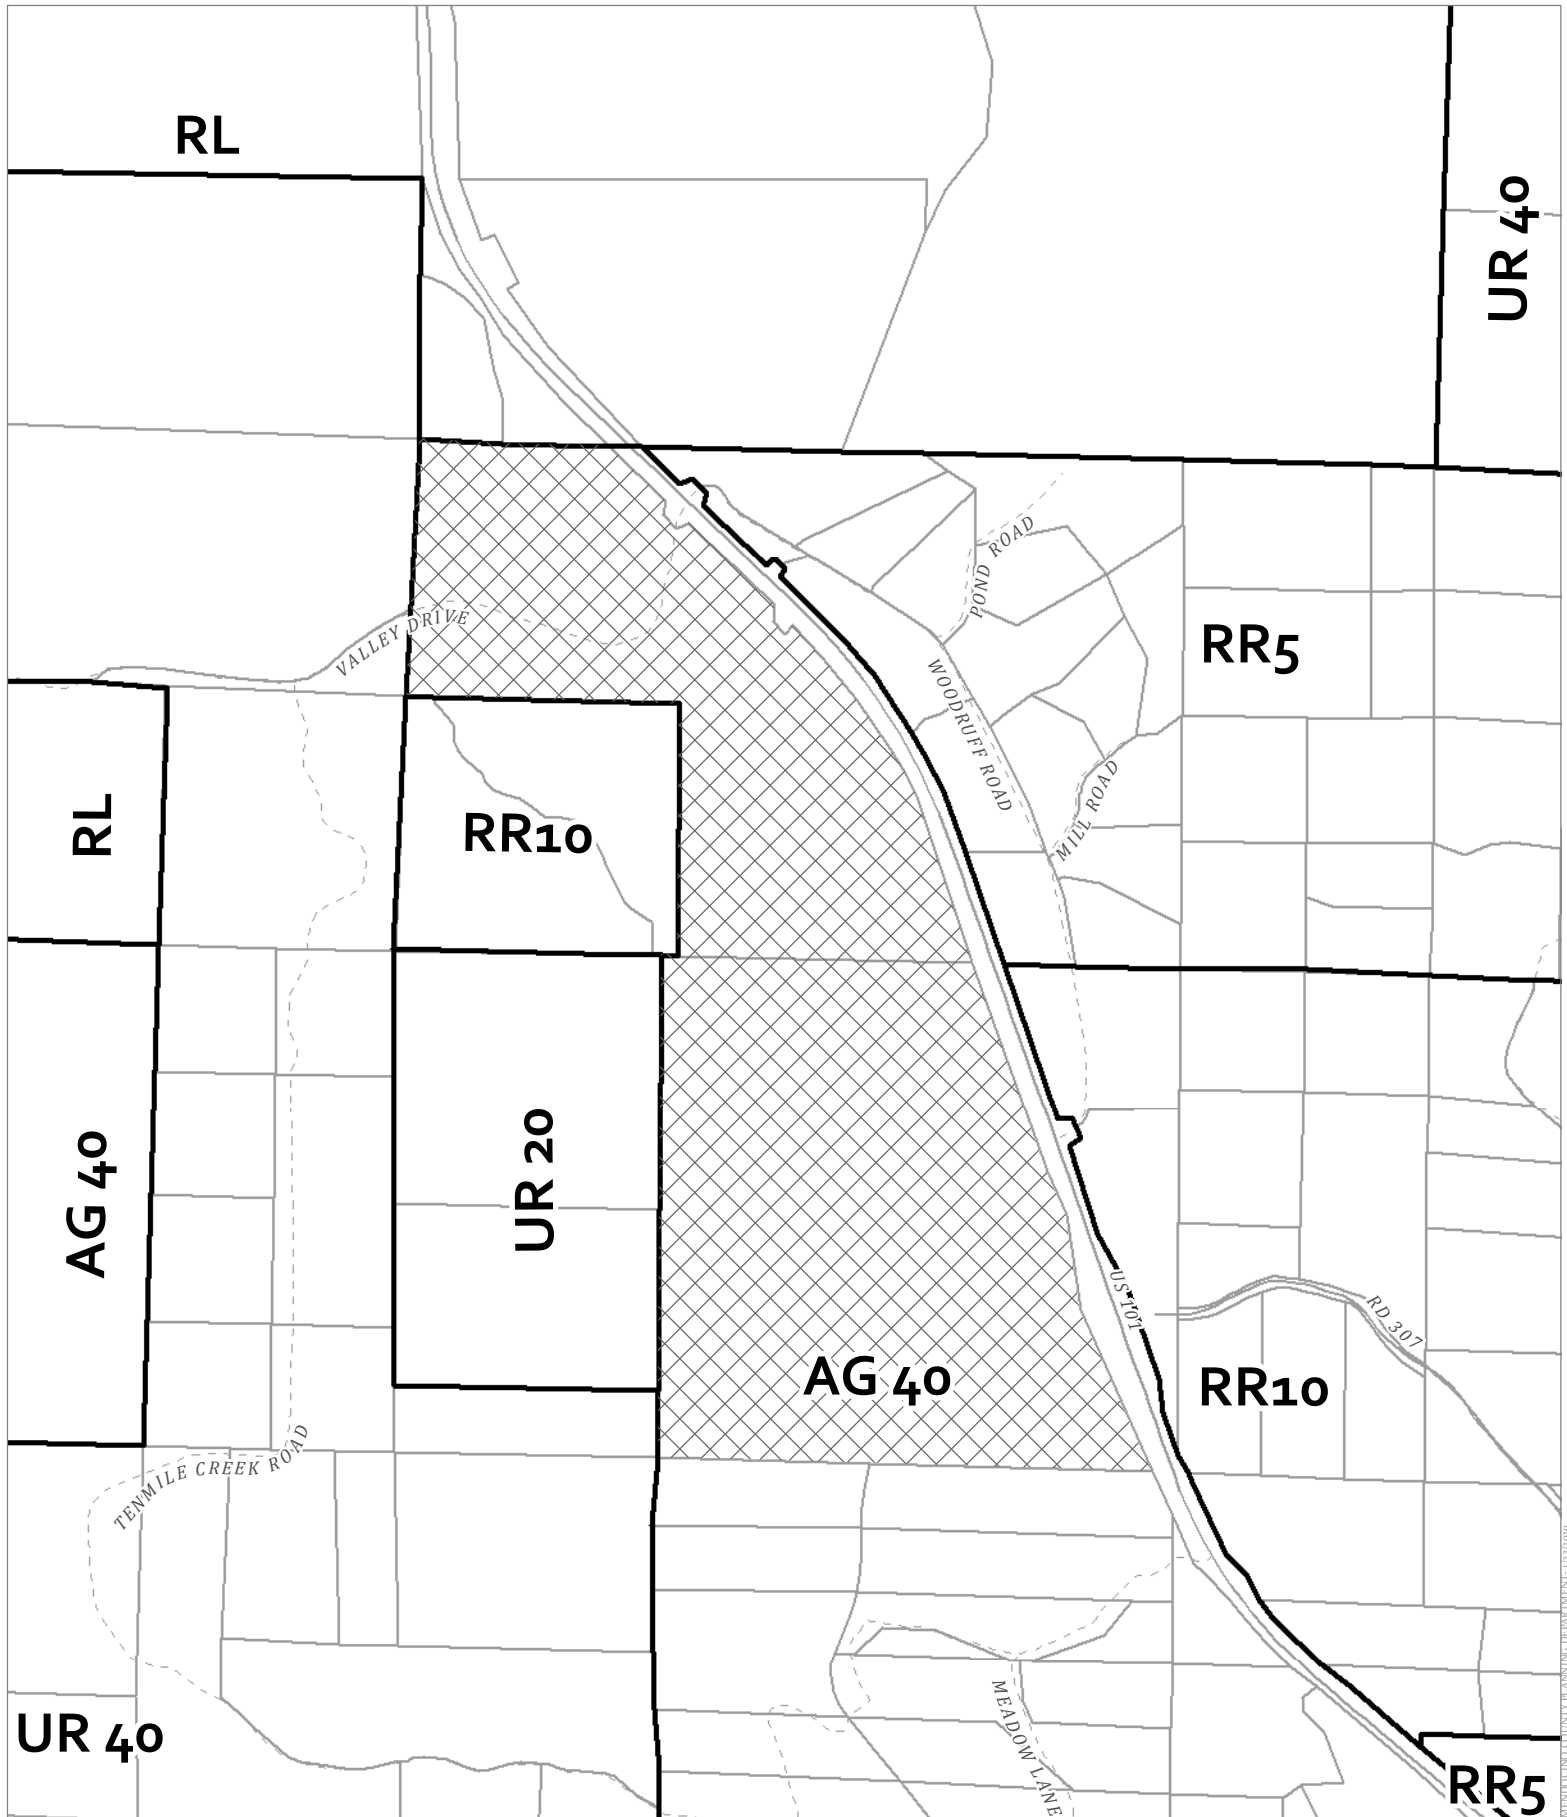 RL
UR 40
POND ROAD
VALLEY DRIVE
RR5
WOODRUFF ROAD
MILL ROAD
RL
RR10
AG 40
UR 20
US 101
RD 307
AG 40
RR10
TENMILE CREEK ROAD
MEADOW LANE
UR 40
RR5